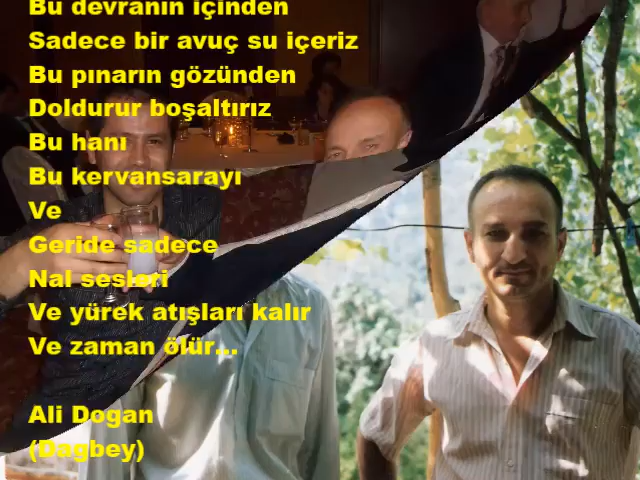 Bu devranın içinden
Sadece bir avuç su içeriz
Bu pınarın gözünden
Doldurur boşaltırız
Bu hanı
Bu kervansarayı
Ve
Geride sadece
Nal sesleri
Ve yürek atışları kalır
Ve zaman ölür...
Ali Dogan
(Dagbey)